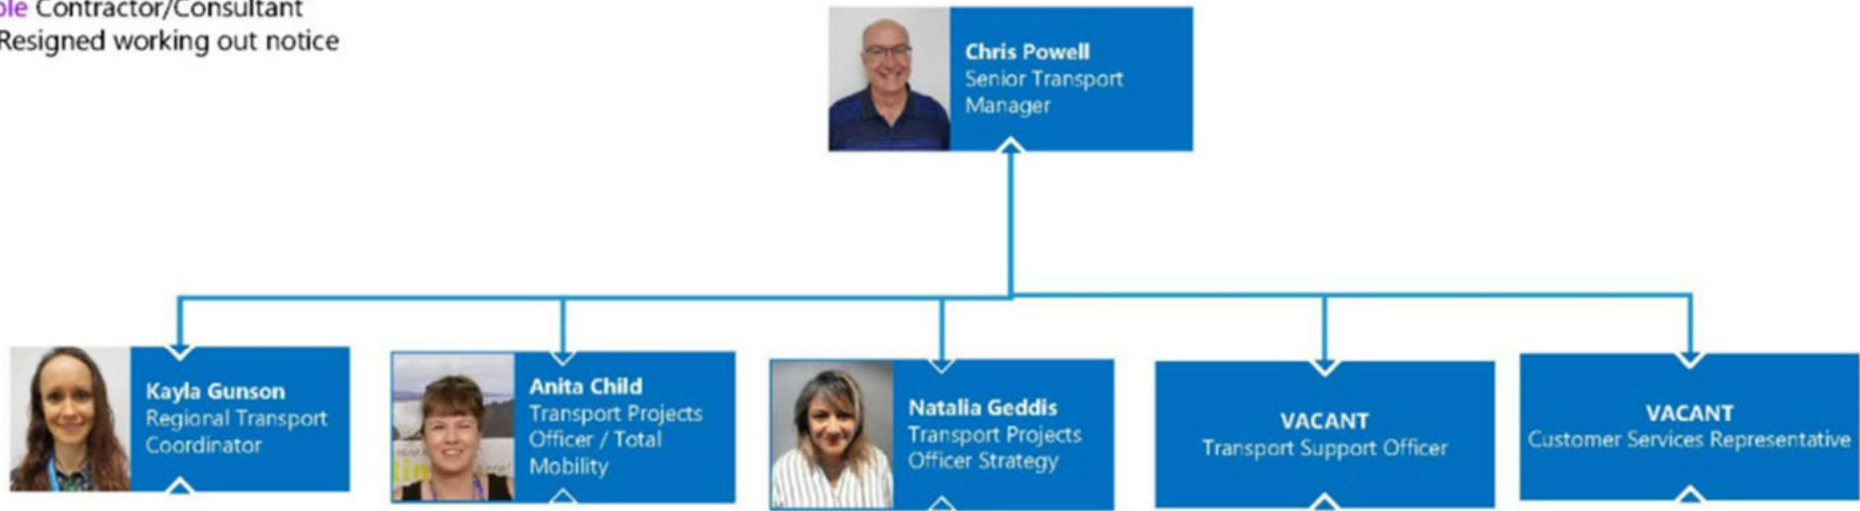 Contractor/Consultant
Resigned working out notice
Chris Powell
Senior Transport
Manager
Kayla Gunson
Regional Transport
Coordinator
Anita Child
Transport Projects
Officer / Total
Mobility
Natalia Geddis
Transport Projects
Officer Strategy
VACANT
Transport Support Officer
VACANT
Customer Services Representative